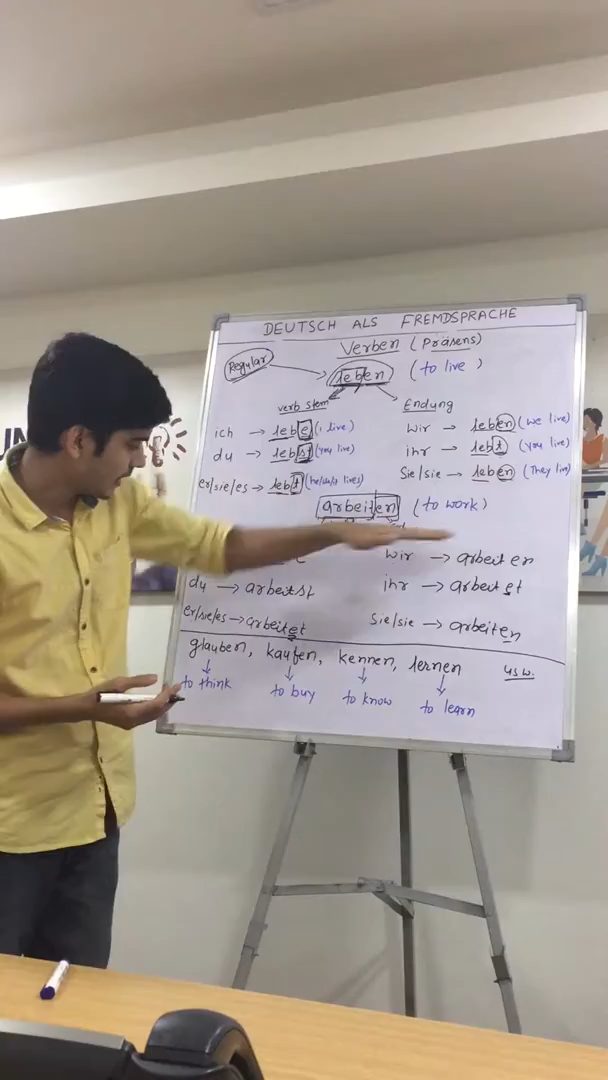 DEUTSCH ALS FREMDSPRACHE
Verben (Präsens)
Regular
leben (to live)
verb stem Endung
ich → lebe (i live) Wir → leben (we live)
du → lebst (you live) ihr → lebt (you live)
er/sie/es → lebt (he/she/it lives) Sie/sie → leben (They live)
arbeiten (to work)
wir → arbeiten
du → arbeitst ihr → arbeitet
er/sie/es → arbeitet Sie/sie → arbeiten
glauben, kaufen, kennen, lernen usw.
to think to buy to know to learn